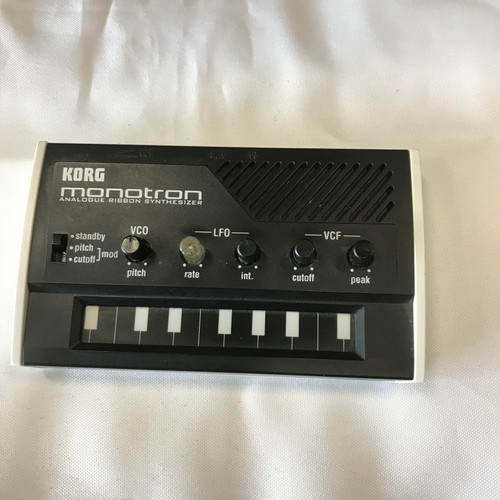 KORG
monotron
ANALOGUE RIBBON SYNTHESIZER
standby
pitch
cutoff
mod
VCO
pitch
LFO
rate
int.
VCF
cutoff
peak